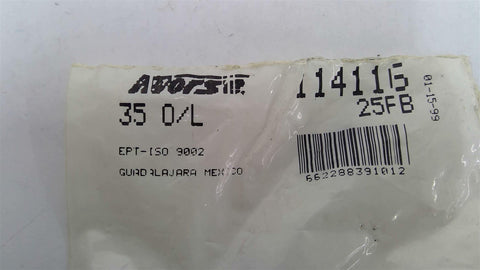 114116
35 O/L
25FB
01-15-99
EPT-ISO 9002
GUADALAJARA MEXICO
662288391012